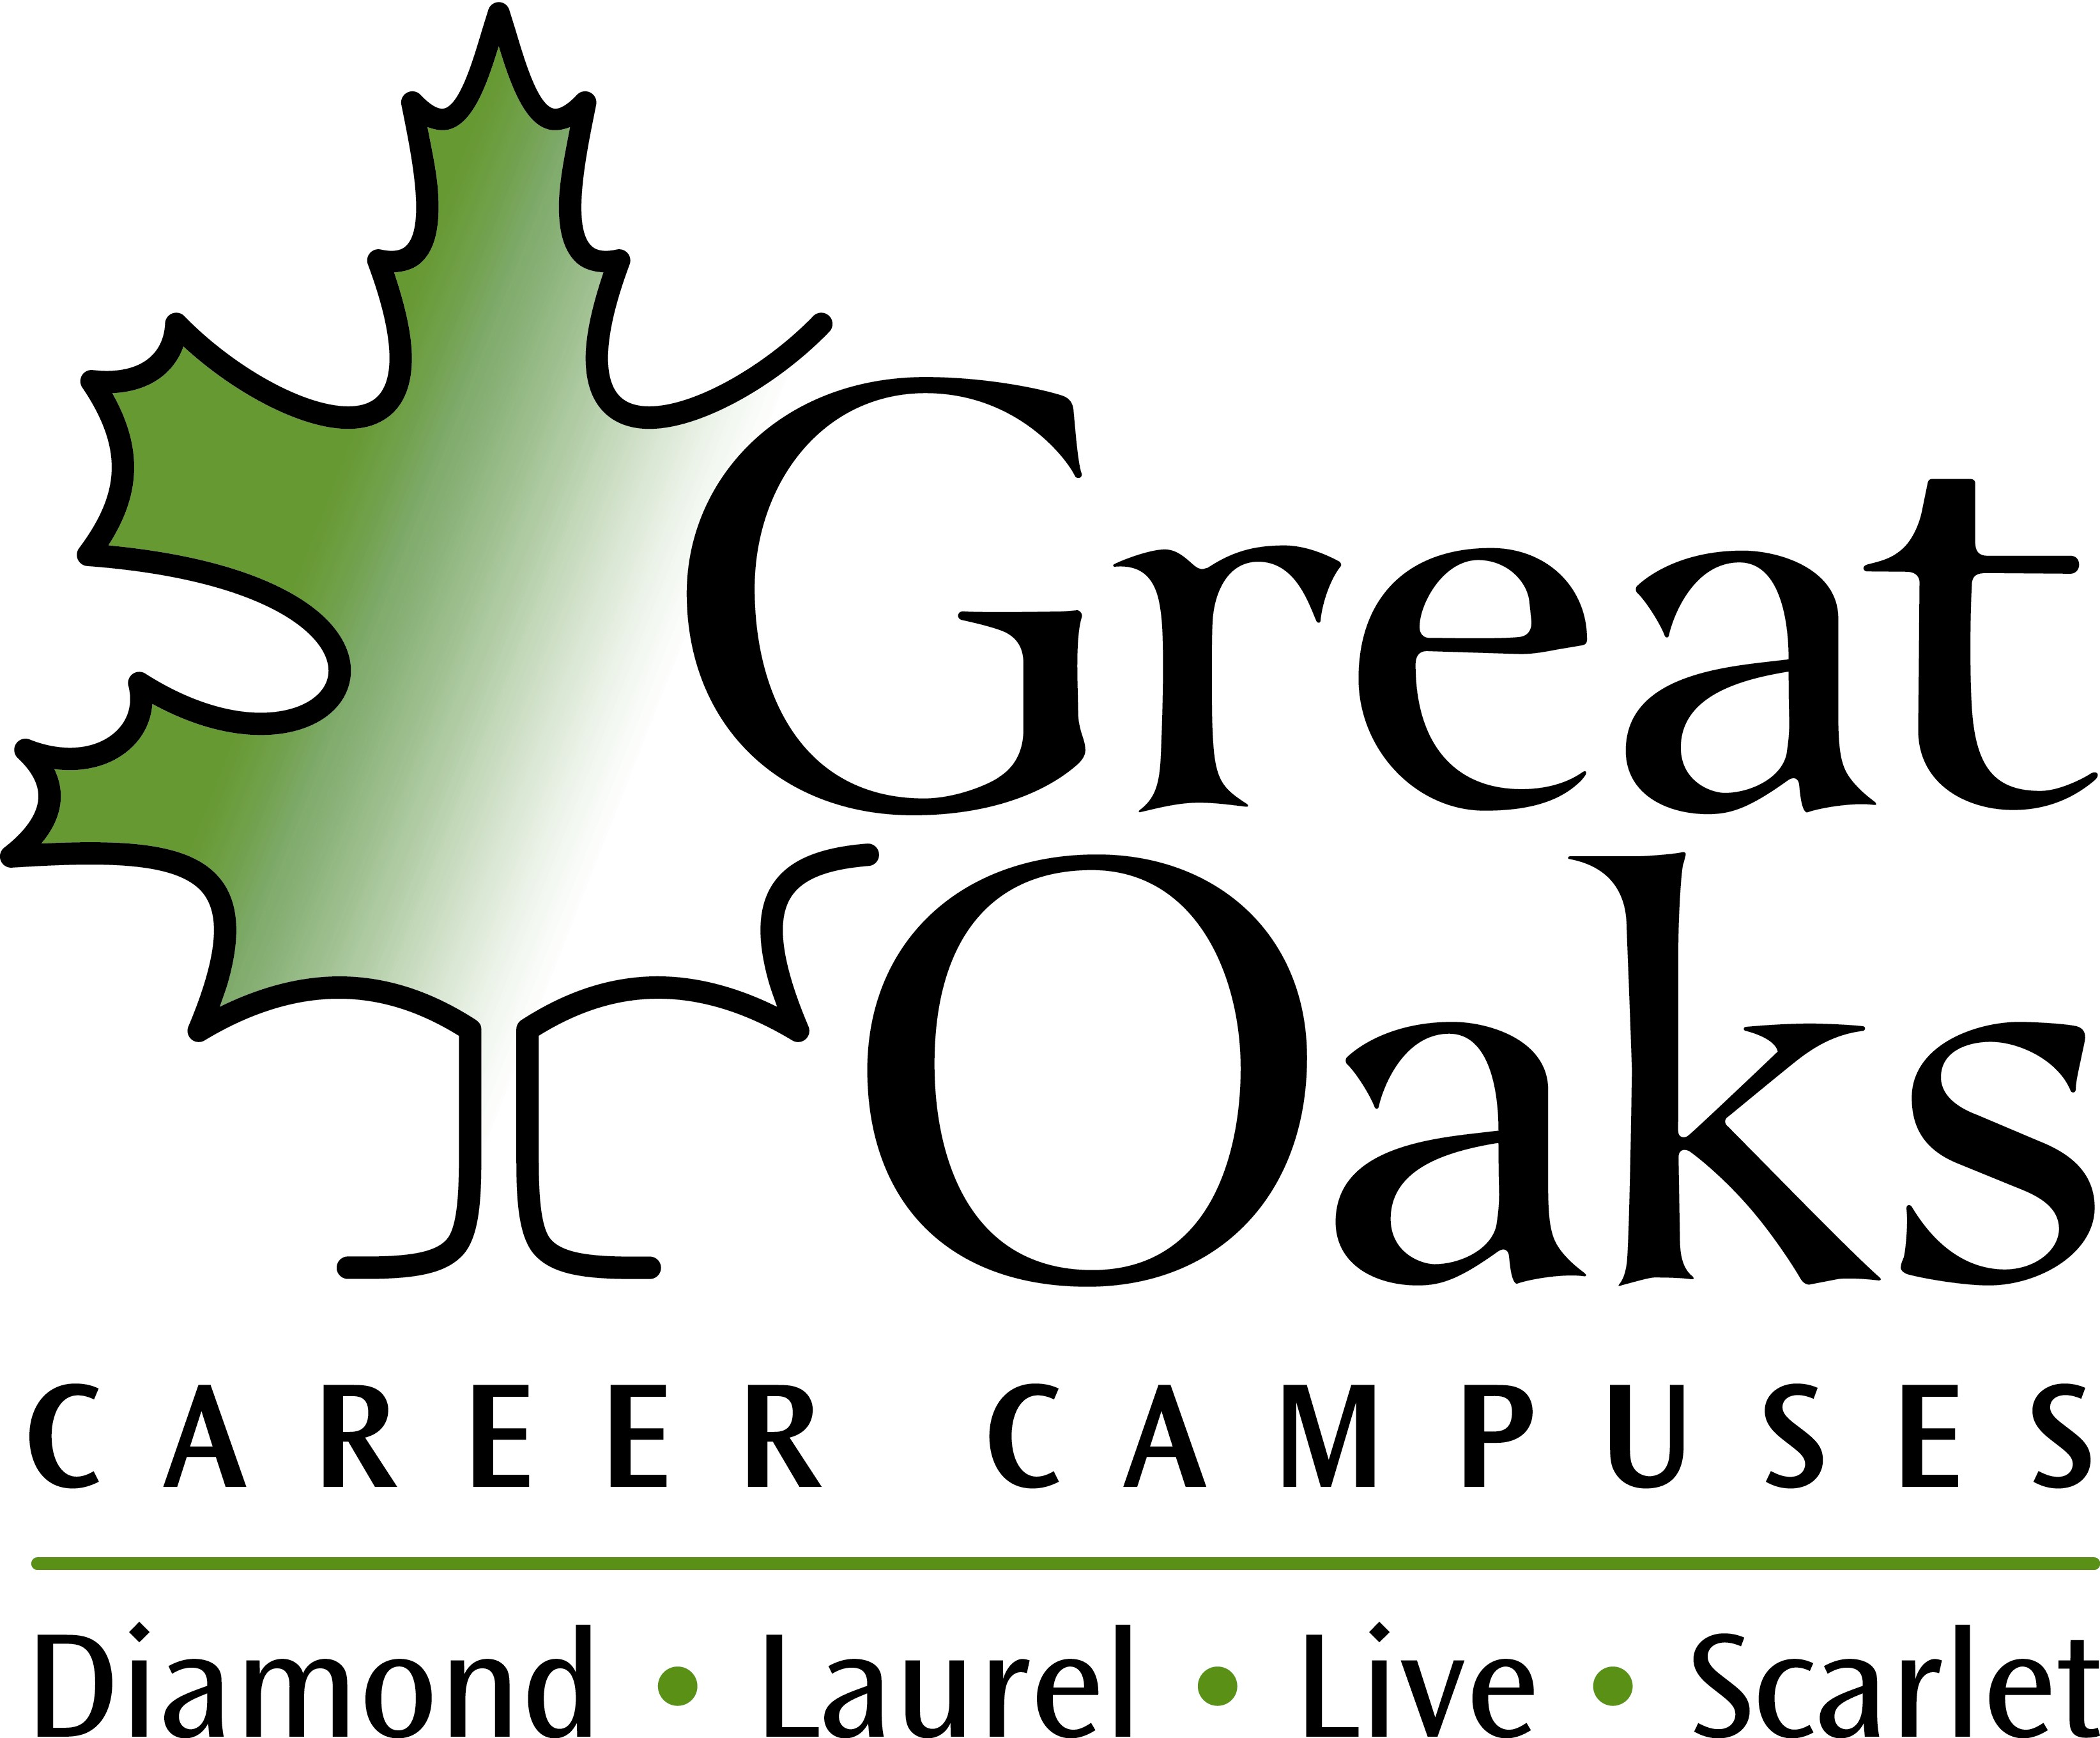 Great
Oaks
CAREER CAMPUSES
Diamond • Laurel • Live • Scarlet